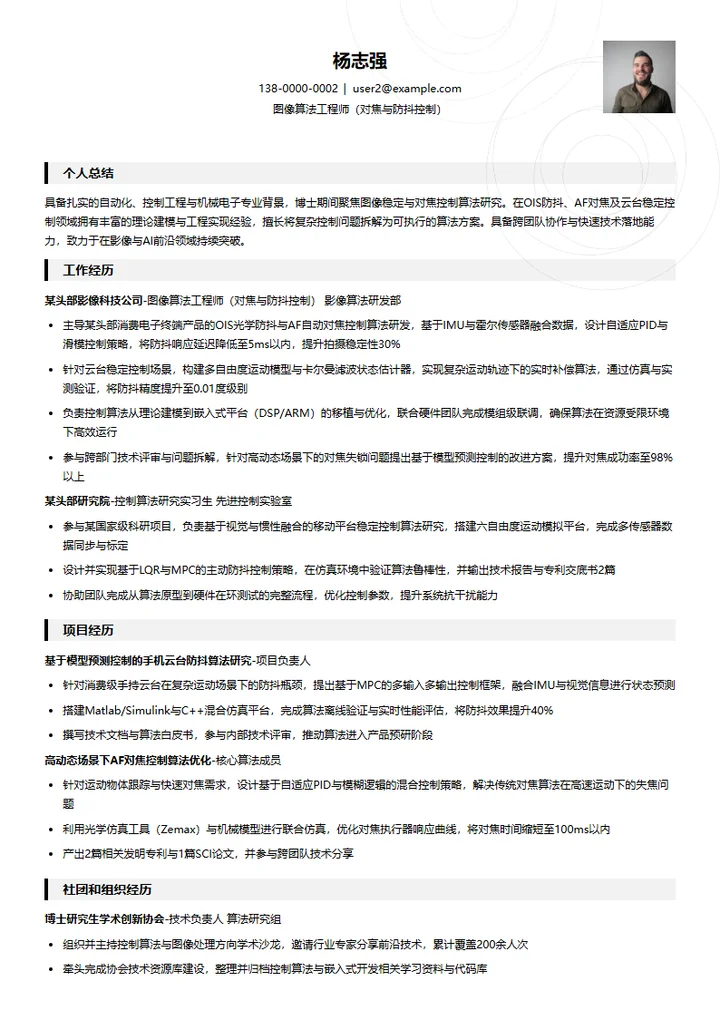 杨志强
138-0000-0002 | user2@example.com
图像算法工程师（对焦与防抖控制）
个人总结
具备扎实的自动化、控制工程与机械电子专业背景，博士期间聚焦图像稳定与对焦控制算法研究。在OIS防抖、AF对焦及云台稳定控
制领域拥有丰富的理论建模与工程实现经验，擅长将复杂控制问题拆解为可执行的算法方案。具备跨团队协作与快速技术落地能
力，致力于在影像与AI前沿领域持续突破。
工作经历
某头部影像科技公司-图像算法工程师（对焦与防抖控制） 影像算法研发部
• 主导某头部消费电子终端产品的OIS光学防抖与AF自动对焦控制算法研发，基于IMU与霍尔传感器融合数据，设计自适应PID与
滑模控制策略，将防抖响应延迟降低至5ms以内，提升拍摄稳定性30%
• 针对云台稳定控制场景，构建多自由度运动模型与卡尔曼滤波状态估计器，实现复杂运动轨迹下的实时补偿算法，通过仿真与实
测验证，将防抖精度提升至0.01度级别
• 负责控制算法从理论建模到嵌入式平台（DSP/ARM）的移植与优化，联合硬件团队完成模组级联调，确保算法在资源受限环境
下高效运行
• 参与跨部门技术评审与问题拆解，针对高动态场景下的对焦失锁问题提出基于模型预测控制的改进方案，提升对焦成功率至98%
以上
某头部研究院-控制算法研究实习生 先进控制实验室
• 参与某国家级科研项目，负责基于视觉与惯性融合的移动平台稳定控制算法研究，搭建六自由度运动模拟平台，完成多传感器数
据同步与标定
• 设计并实现基于LQR与MPC的主动防抖控制策略，在仿真环境中验证算法鲁棒性，并输出技术报告与专利交底书2篇
• 协助团队完成从算法原型到硬件在环测试的完整流程，优化控制参数，提升系统抗干扰能力
项目经历
基于模型预测控制的手机云台防抖算法研究-项目负责人
• 针对消费级手持云台在复杂运动场景下的防抖瓶颈，提出基于MPC的多输入多输出控制框架，融合IMU与视觉信息进行状态预测
• 搭建Matlab/Simulink与C++混合仿真平台，完成算法离线验证与实时性能评估，将防抖效果提升40%
• 撰写技术文档与算法白皮书，参与内部技术评审，推动算法进入产品预研阶段
高动态场景下AF对焦控制算法优化-核心算法成员
• 针对运动物体跟踪与快速对焦需求，设计基于自适应PID与模糊逻辑的混合控制策略，解决传统对焦算法在高速运动下的失焦问
题
• 利用光学仿真工具（Zemax）与机械模型进行联合仿真，优化对焦执行器响应曲线，将对焦时间缩短至100ms以内
• 产出2篇相关发明专利与1篇SCI论文，并参与跨团队技术分享
社团和组织经历
博士研究生学术创新协会-技术负责人 算法研究组
• 组织并主持控制算法与图像处理方向学术沙龙，邀请行业专家分享前沿技术，累计覆盖200余人次
• 牵头完成协会技术资源库建设，整理并归档控制算法与嵌入式开发相关学习资料与代码库